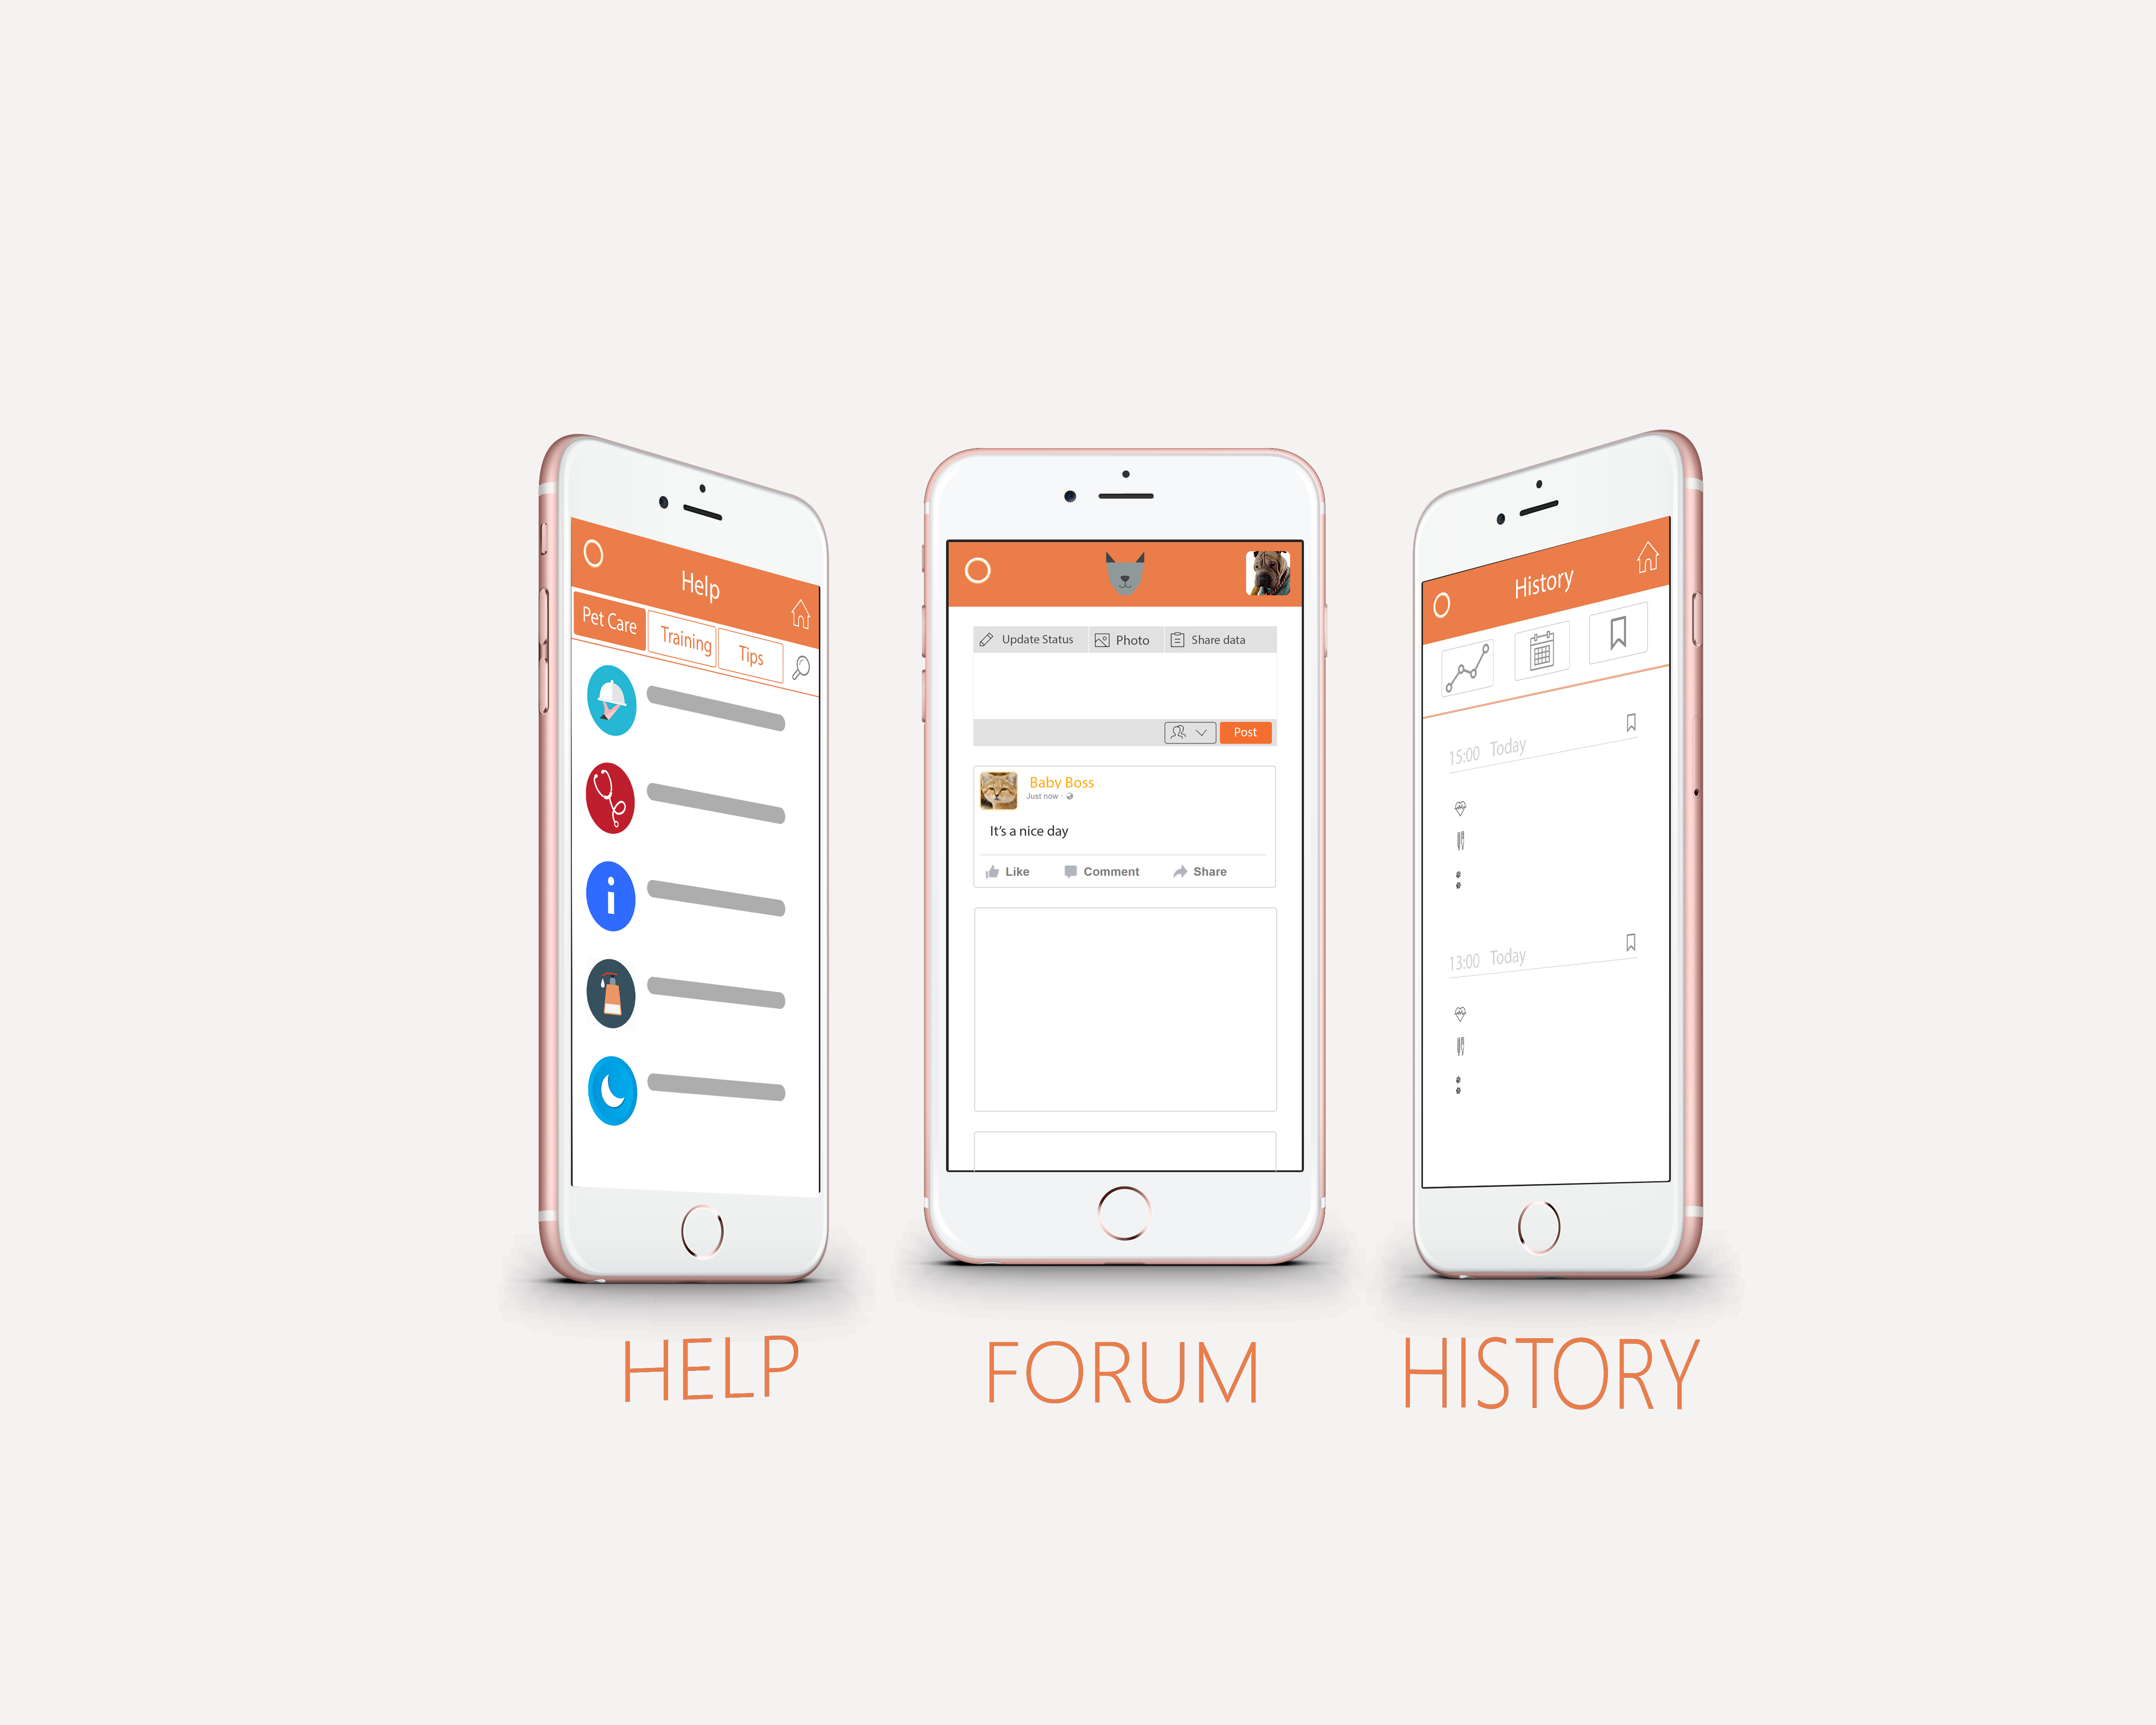 Help
Pet Care
Training
Tips
Update Status
Photo
Share data
Post
Baby Boss
Just now
It's a nice day
Like
Comment
Share
History
15:00 Today
13:00 Today
HELP
FORUM
HISTORY